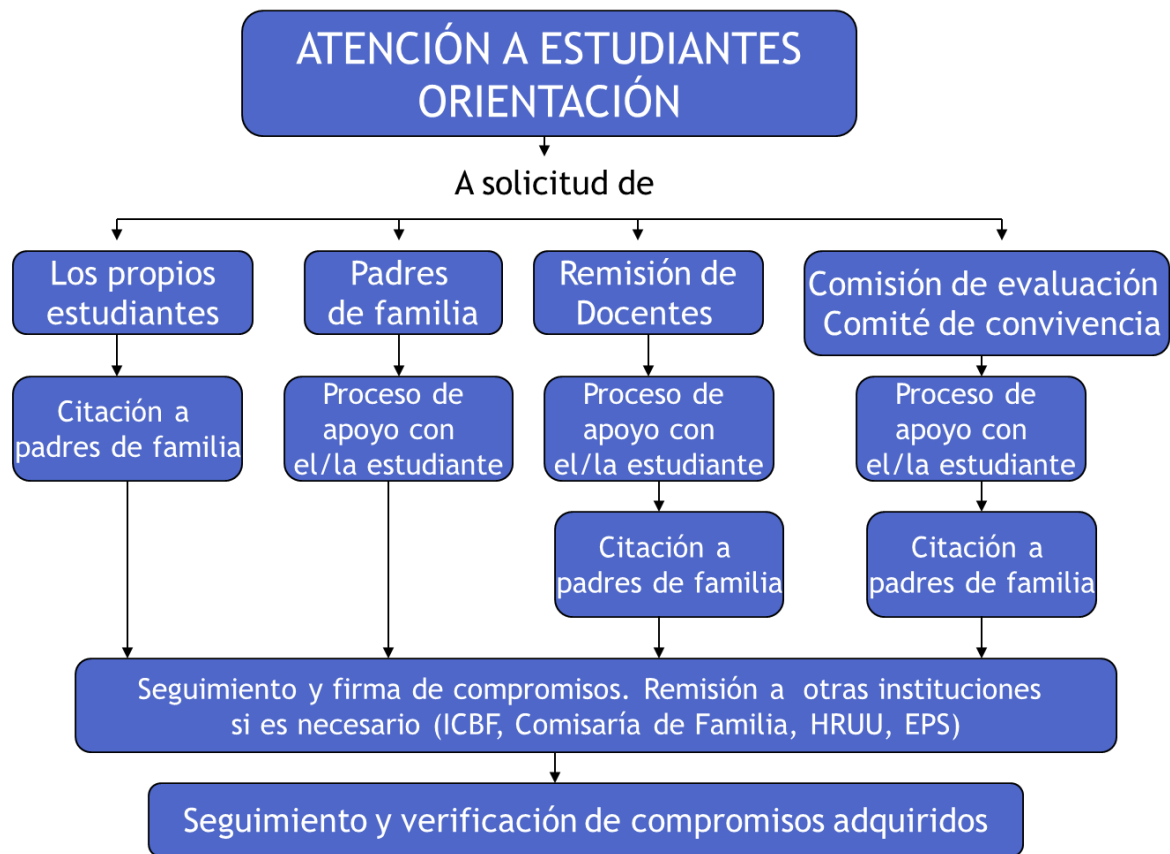 ATENCIÓN A ESTUDIANTES
ORIENTACIÓN
A solicitud de
Los propios
estudiantes
Padres
de familia
Remisión de
Docentes
Comisión de evaluación
Comité de convivencia
Citación a
padres de familia
Proceso de
apoyo con
el/la estudiante
Proceso de
apoyo con
el/la estudiante
Proceso de
apoyo con
el/la estudiante
Citación a
padres de familia
Citación a
padres de familia
Seguimiento y firma de compromisos. Remisión a otras instituciones
si es necesario (ICBF, Comisaría de Familia, HRUU, EPS)
Seguimiento y verificación de compromisos adquiridos